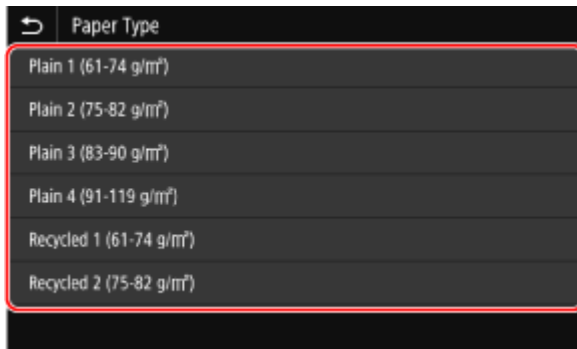 Paper Type
Plain 1 (61-74 g/m²)
Plain 2 (75-82 g/m²)
Plain 3 (83-90 g/m²)
Plain 4 (91-119 g/m²)
Recycled 1 (61-74 g/m²)
Recycled 2 (75-82 g/m²)